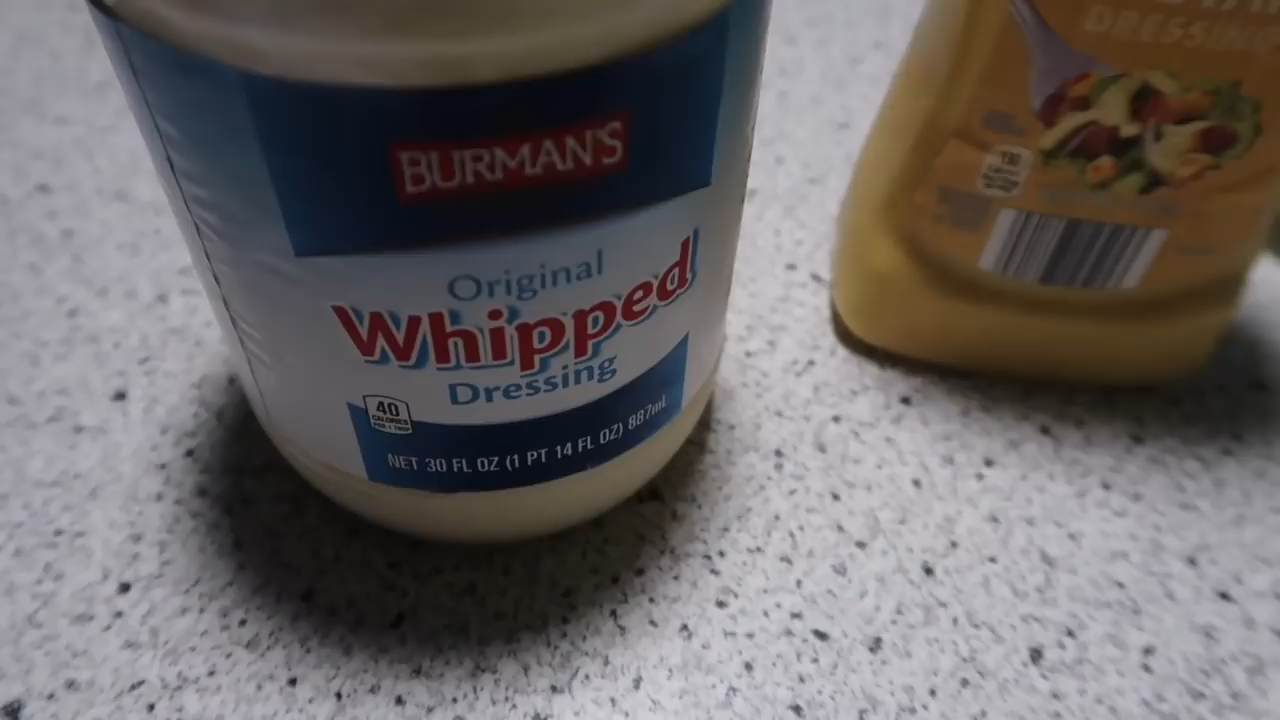 BURMAN'S
Original
Whipped
Dressing
40
CALORIES
PER 1 TBSP
NET 30 FL OZ (1 PT 14 FL OZ) 887mL
DRESSING
130